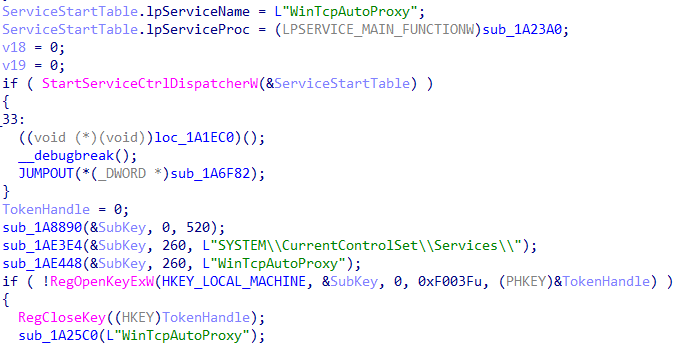 ServiceStartTable.lpServiceName = L"WinTcpAutoProxy";
ServiceStartTable.lpServiceProc = (LPSERVICE_MAIN_FUNCTIONW)sub_1A23A0;
v18 = 0;
v19 = 0;
if ( StartServiceCtrlDispatcherW(&ServiceStartTable) )
{
_33:
((void (*)(void))loc_1A1EC0)();
__debugbreak();
JUMPOUT(*(_DWORD *)sub_1A6F82);
}
TokenHandle = 0;
sub_1A8890(&SubKey, 0, 520);
sub_1AE3E4(&SubKey, 260, L"SYSTEM\\CurrentControlSet\\Services\\");
sub_1AE448(&SubKey, 260, L"WinTcpAutoProxy");
if ( !RegOpenKeyExW(HKEY_LOCAL_MACHINE, &SubKey, 0, 0xF003Fu, (PHKEY)&TokenHandle) )
{
RegCloseKey((HKEY)TokenHandle);
sub_1A25C0(L"WinTcpAutoProxy");